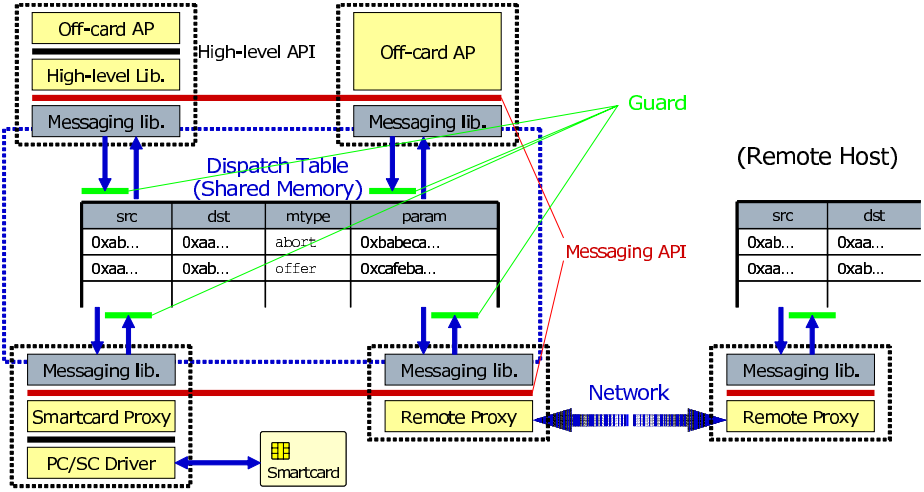 Off-card AP
High-level API
High-level Lib.
Off-card AP
Messaging lib.
Messaging lib.
Guard
Dispatch Table
(Shared Memory)
(Remote Host)
src dst mtype param
0xab... 0xaa... abort 0xbabeca...
0xaa... 0xab... offer 0xcafeba...
src dst
0xab... 0xaa...
0xaa... 0xab...
Messaging API
Messaging lib.
Messaging lib.
Messaging lib.
Network
Smartcard Proxy
Remote Proxy
Remote Proxy
PC/SC Driver
Smartcard